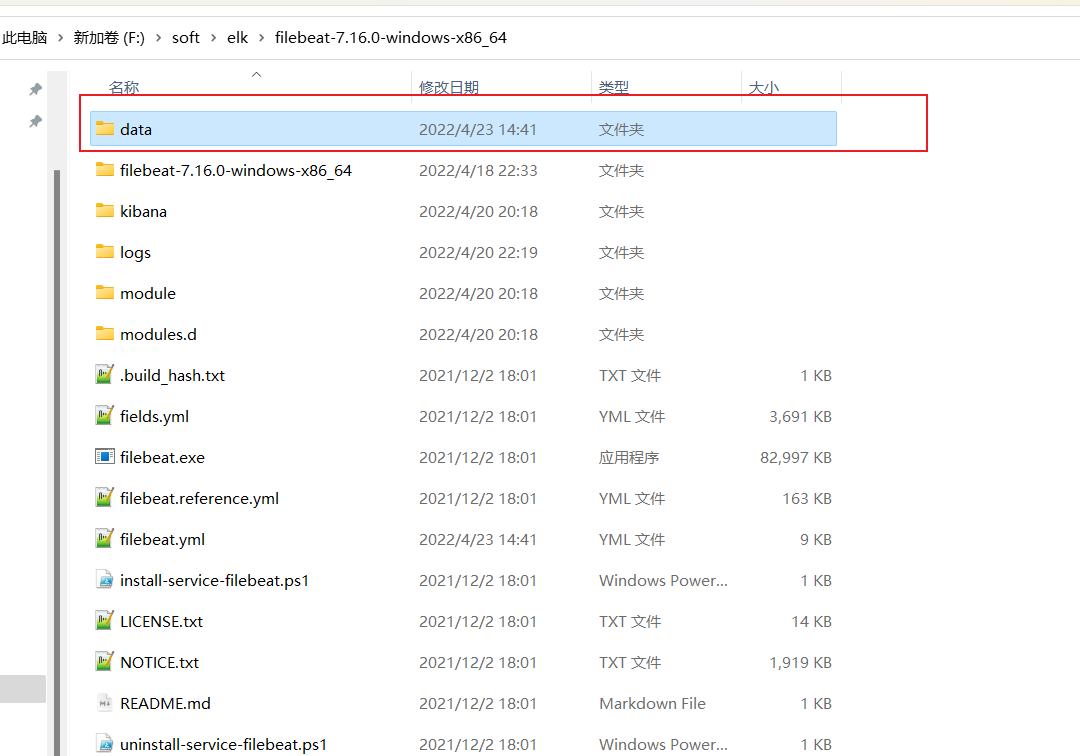 此电脑 > 新加卷 (F:) > soft > elk > filebeat-7.16.0-windows-x86_64
名称 修改日期 类型 大小
data 2022/4/23 14:41 文件夹
filebeat-7.16.0-windows-x86_64 2022/4/18 22:33 文件夹
kibana 2022/4/20 20:18 文件夹
logs 2022/4/20 22:19 文件夹
module 2022/4/20 20:18 文件夹
modules.d 2022/4/20 20:18 文件夹
.build_hash.txt 2021/12/2 18:01 TXT 文件 1 KB
fields.yml 2021/12/2 18:01 YML 文件 3,691 KB
filebeat.exe 2021/12/2 18:01 应用程序 82,997 KB
filebeat.reference.yml 2021/12/2 18:01 YML 文件 163 KB
filebeat.yml 2022/4/23 14:41 YML 文件 9 KB
install-service-filebeat.ps1 2021/12/2 18:01 Windows Power... 1 KB
LICENSE.txt 2021/12/2 18:01 TXT 文件 14 KB
NOTICE.txt 2021/12/2 18:01 TXT 文件 1,919 KB
README.md 2021/12/2 18:01 Markdown File 1 KB
uninstall-service-filebeat.ps1 2021/12/2 18:01 Windows Power... 1 KB